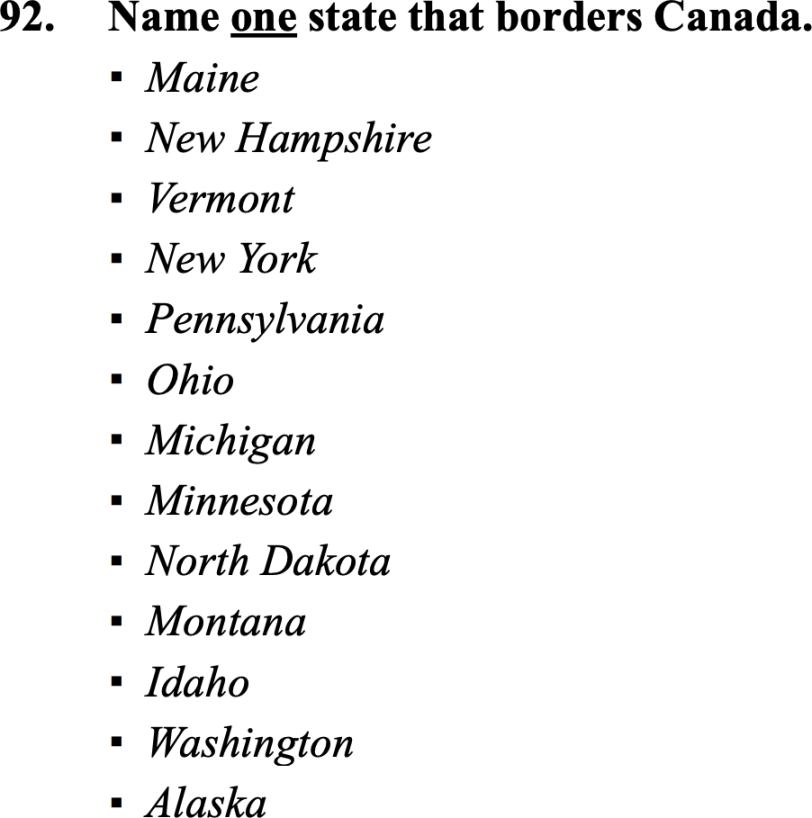 92. Name one state that borders Canada.
▪ Maine
▪ New Hampshire
▪ Vermont
▪ New York
▪ Pennsylvania
▪ Ohio
▪ Michigan
▪ Minnesota
▪ North Dakota
▪ Montana
▪ Idaho
▪ Washington
▪ Alaska